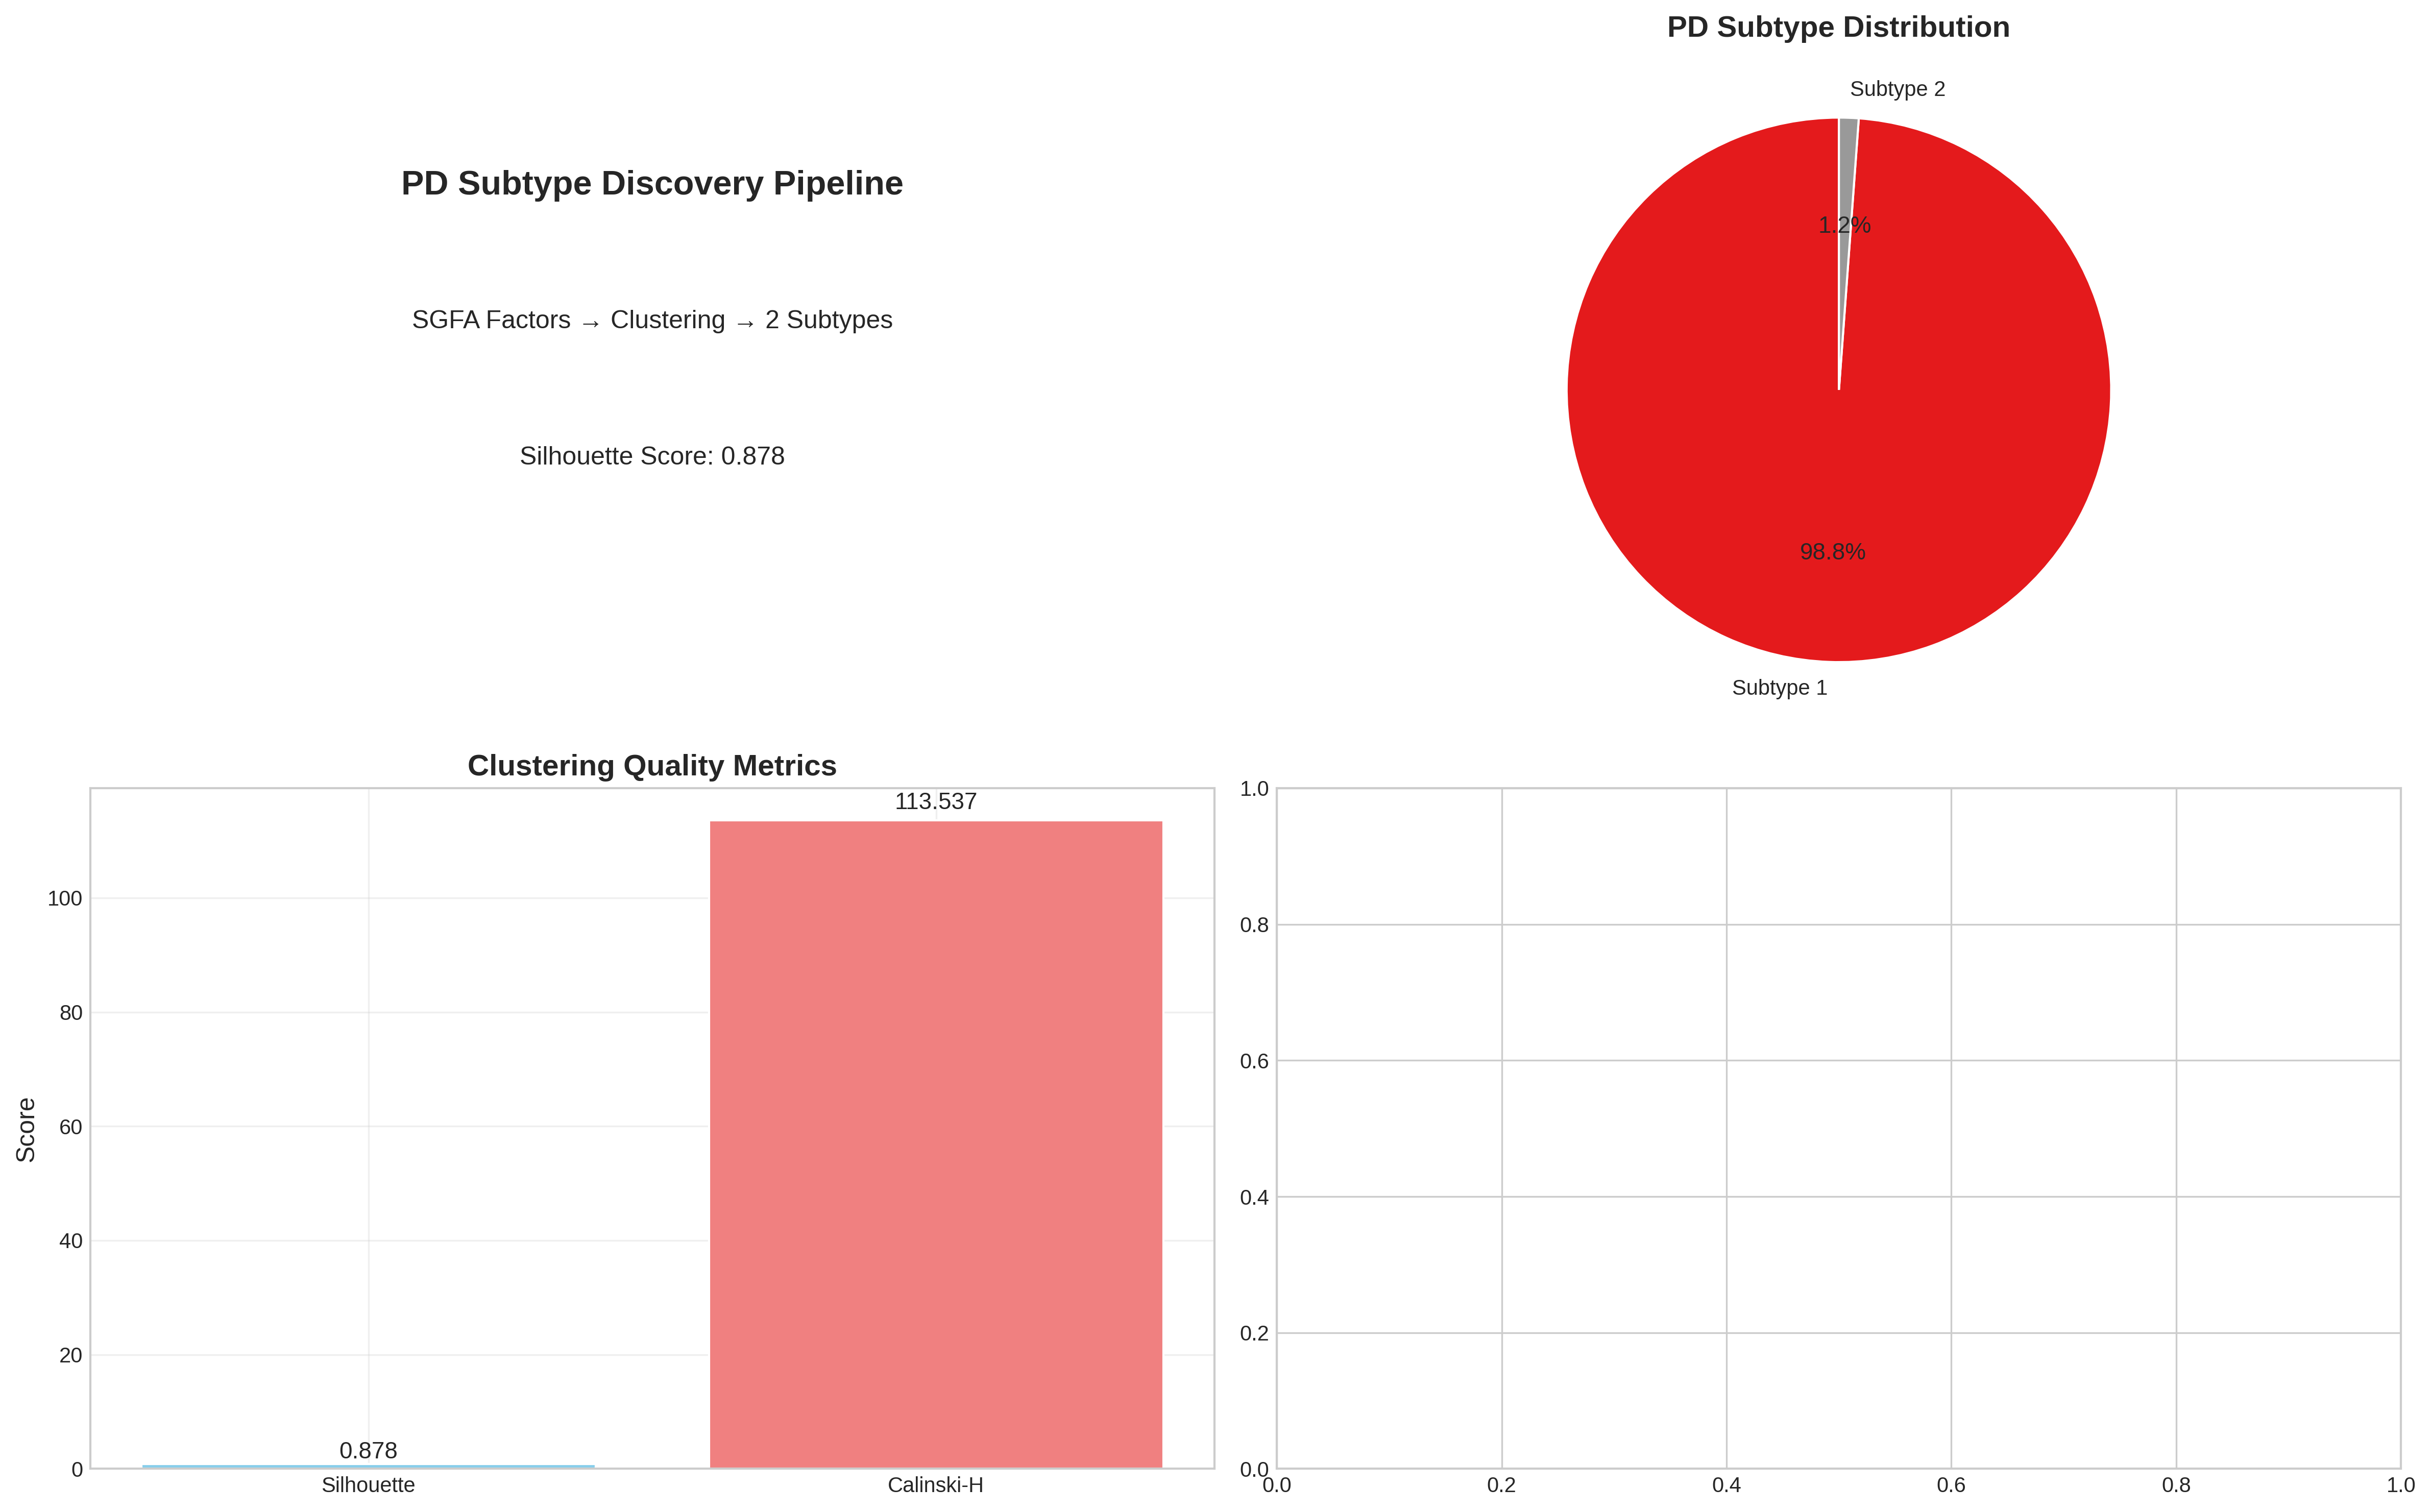 PD Subtype Discovery Pipeline
SGFA Factors → Clustering → 2 Subtypes
Silhouette Score: 0.878
PD Subtype Distribution
Subtype 2
1.2%
98.8%
Subtype 1
Clustering Quality Metrics
Score
100
80
60
40
20
0
113.537
0.878
Silhouette
Calinski-H
1.0
0.8
0.6
0.4
0.2
0.0
0.0
0.2
0.4
0.6
0.8
1.0